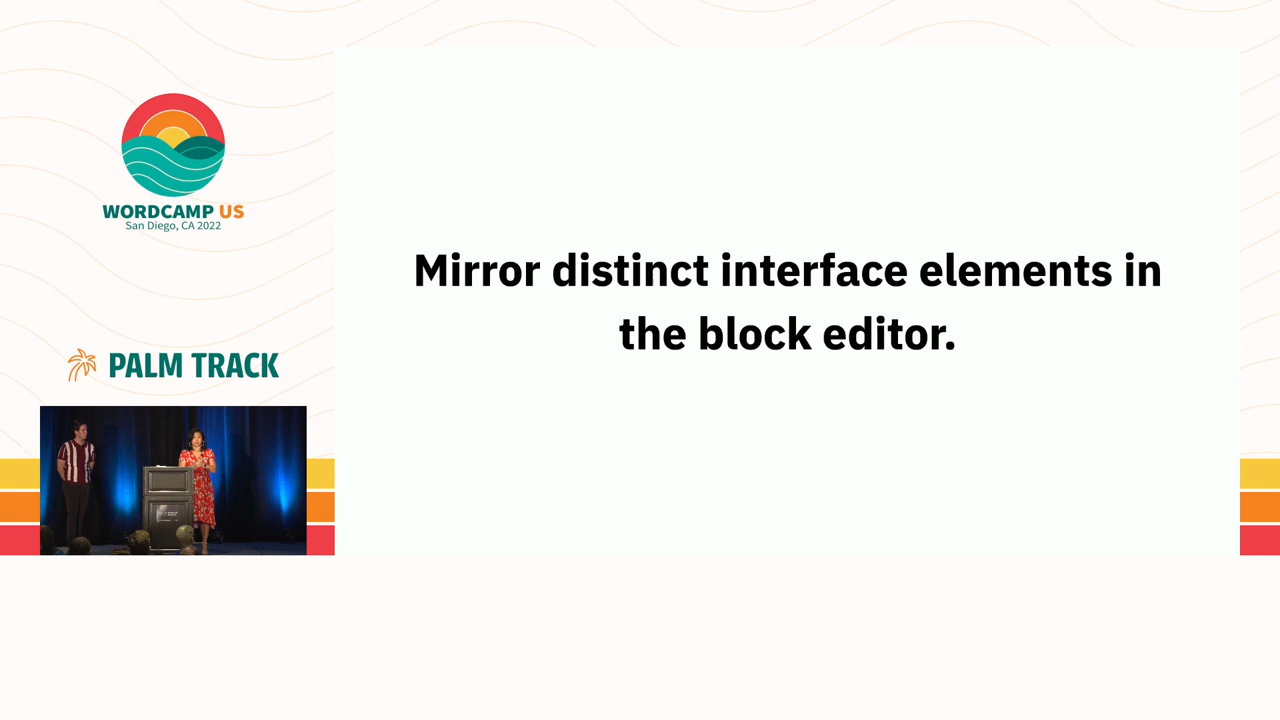 WORDCAMP US
San Diego, CA 2022
PALM TRACK
Mirror distinct interface elements in
the block editor.